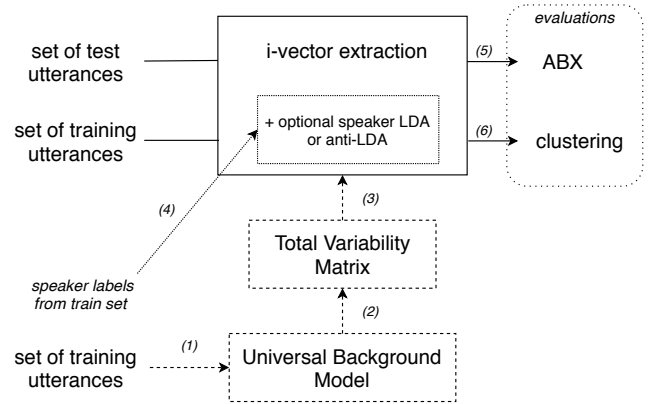 evaluations
set of test
utterances
i-vector extraction
(5)
ABX
+ optional speaker LDA
or anti-LDA
set of training
utterances
(6)
clustering
(4)
(3)
Total Variability
Matrix
speaker labels
from train set
(2)
set of training
utterances
(1)
Universal Background
Model